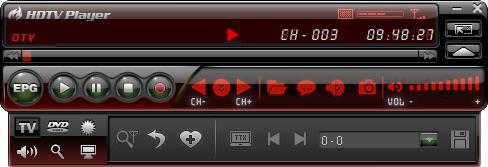 HDTV Player
DTV CH-003 09:48:27
EPG CH- CH+ VOL - +
TV DVD TTX 0-0